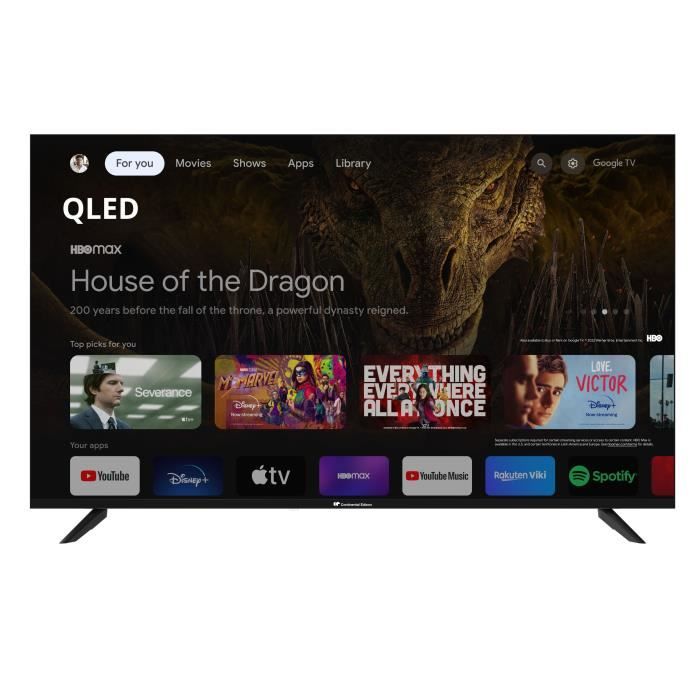 For you Movies Shows Apps Library Google TV
QLED
HBOmax
House of the Dragon
200 years before the fall of the throne, a powerful dynasty reigned.
HBO
Top picks for you
Severance
tv+
MS. MARVEL
Disney+
Now streaming
EVERYTHING
EVERYWHERE
ALL AT ONCE
LOVE,
VICTOR
Disney+
Now streaming
Your apps
YouTube Disney+ tv HBOmax YouTube Music Rakuten Viki Spotify
Continental Edison